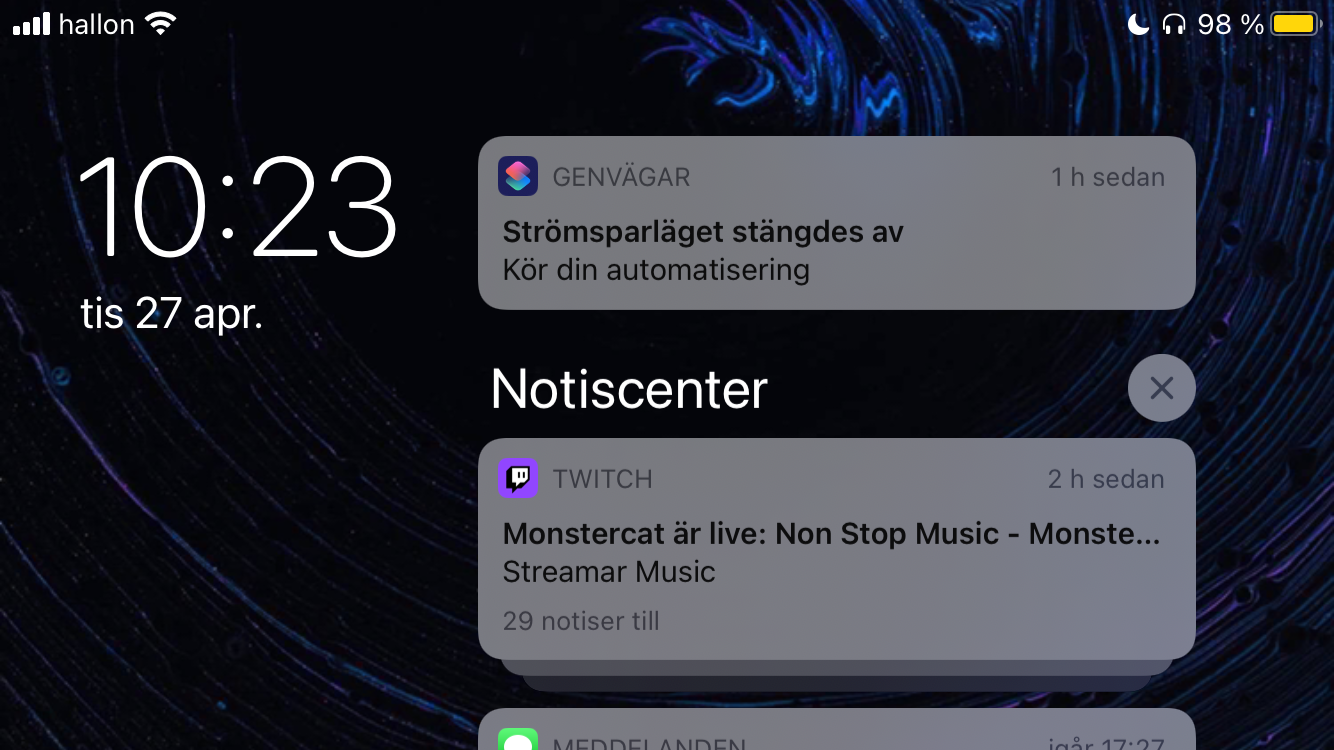 hallon
98 %
10:23
tis 27 apr.
GENVÄGAR
1 h sedan
Strömsparläget stängdes av
Kör din automatisering
Notiscenter
TWITCH
2 h sedan
Monstercat är live: Non Stop Music - Monste...
Streamar Music
29 notiser till
MEDDELANDEN
igår 17:27